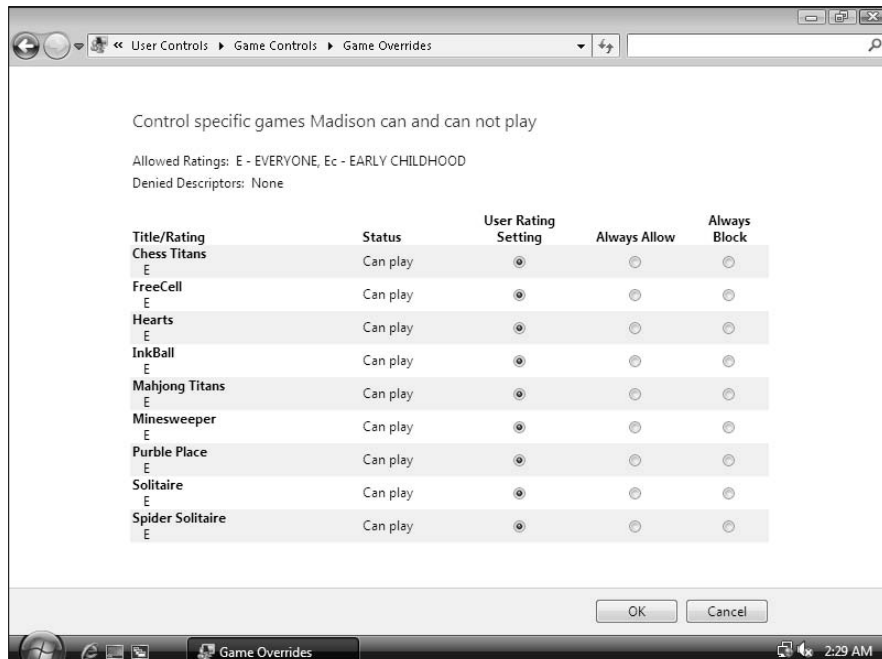 « User Controls ▸ Game Controls ▸ Game Overrides
Control specific games Madison can and can not play
Allowed Ratings: E - EVERYONE, Ec - EARLY CHILDHOOD
Denied Descriptors: None
Title/Rating Status User Rating Setting Always Allow Always Block
Chess Titans
E Can play
FreeCell
E Can play
Hearts
E Can play
InkBall
E Can play
Mahjong Titans
E Can play
Minesweeper
E Can play
Purble Place
E Can play
Solitaire
E Can play
Spider Solitaire
E Can play
OK Cancel
Game Overrides 2:29 AM